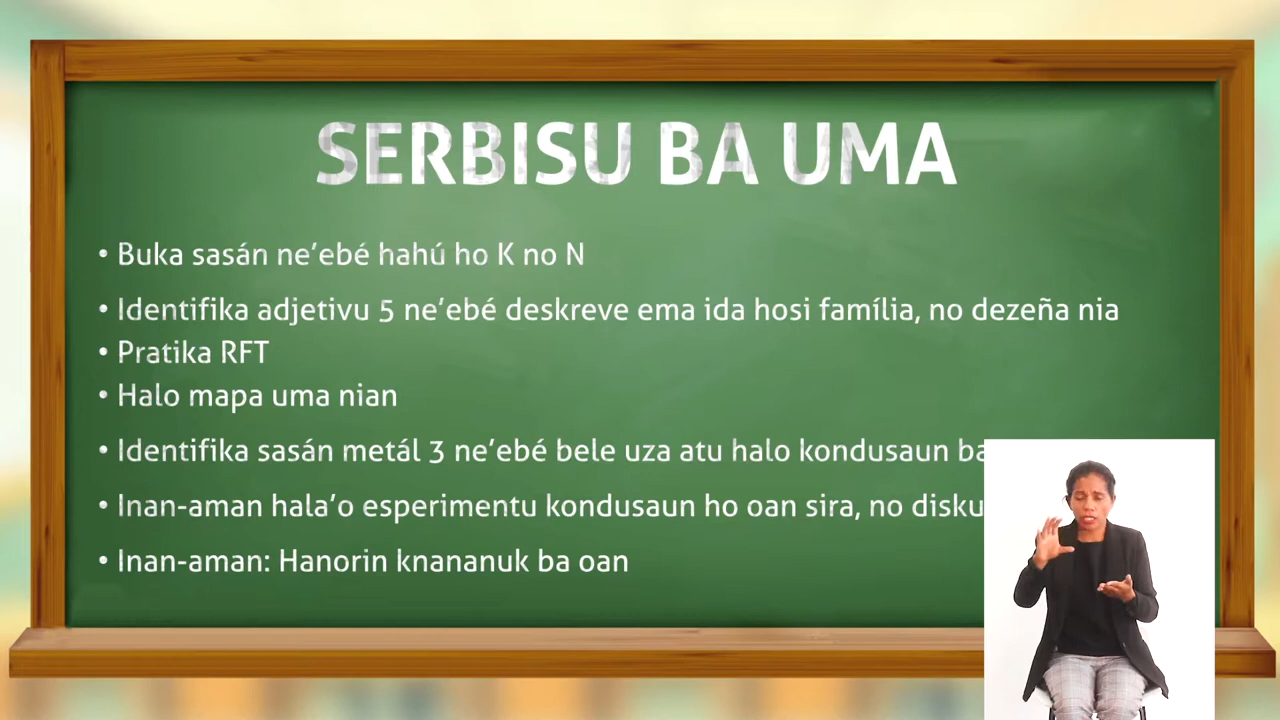 SERBISU BA UMA
• Buka sasán ne’ebé hahú ho K no N
• Identifika adjetivu 5 ne’ebé deskreve ema ida hosi família, no dezeña nia
• Pratika RFT
• Halo mapa uma nian
• Identifika sasán metál 3 ne’ebé bele uza atu halo kondusaun ba
• Inan-aman hala’o esperimentu kondusaun ho oan sira, no
• Inan-aman: Hanorin knananuk ba oan